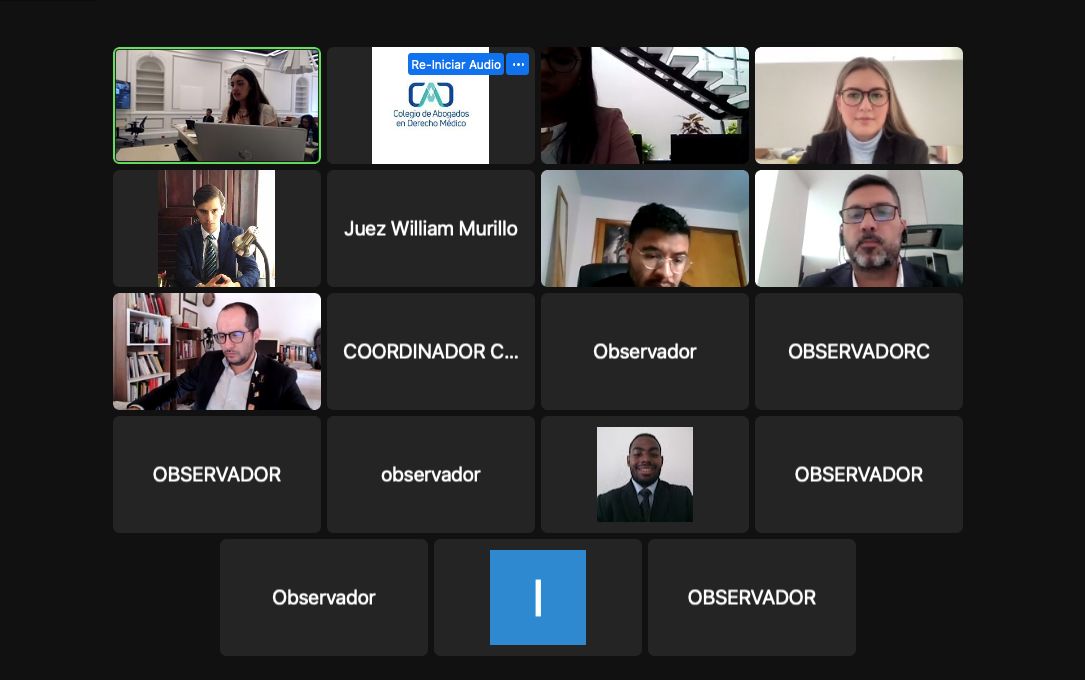 Re-Iniciar Audio
Colegio de Abogados
en Derecho Médico
Juez William Murillo
COORDINADOR C...
Observador
OBSERVADORC
OBSERVADOR
observador
OBSERVADOR
Observador
I
OBSERVADOR